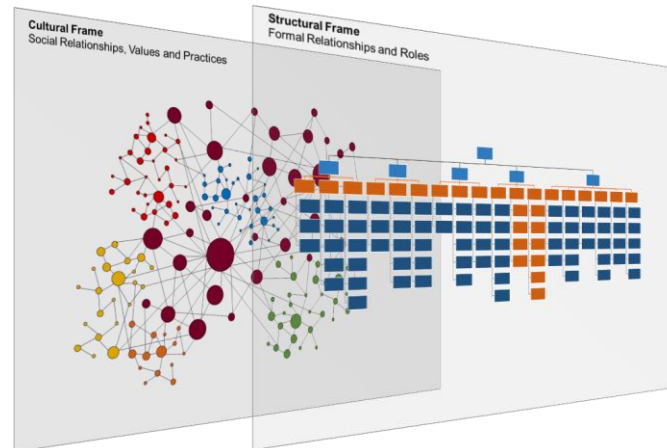 Cultural Frame
Social Relationships, Values and Practices
Structural Frame
Formal Relationships and Roles